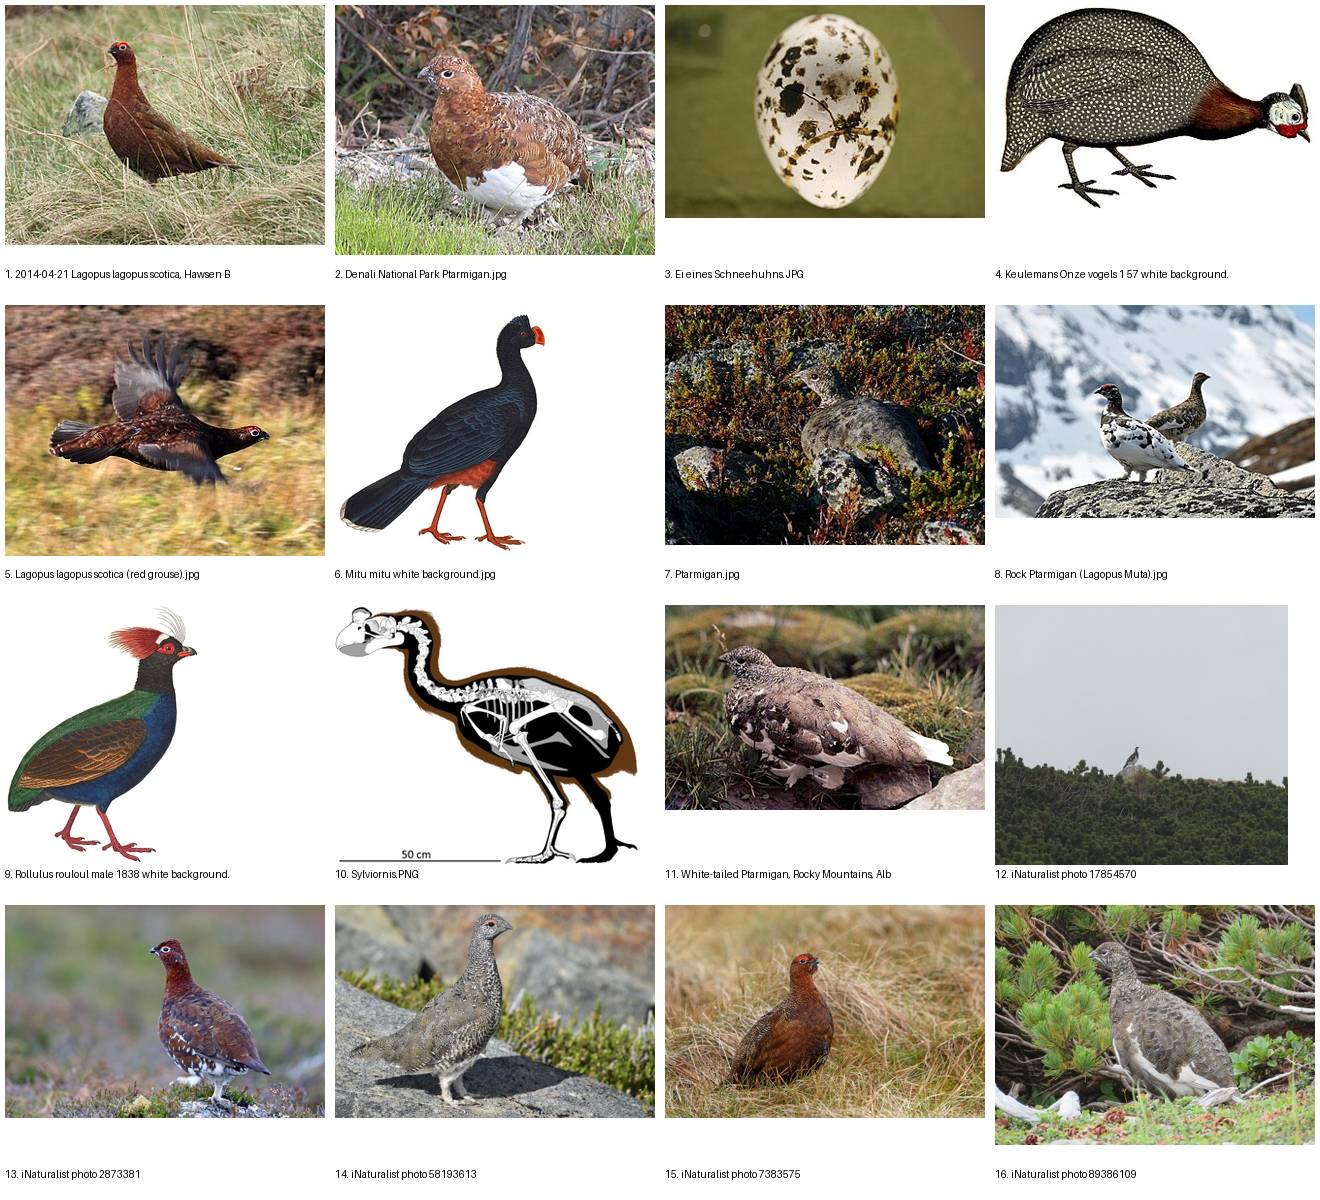 1. 2014-04-21 Lagopus lagopus scotica, Hawsen B
2. Denali National Park Ptarmigan.jpg
3. Ei eines Schneehuhns.JPG
4. Keulemans Onze vogels 1 57 white background.
5. Lagopus lagopus scotica (red grouse).jpg
6. Mitu mitu white background.jpg
7. Ptarmigan.jpg
8. Rock Ptarmigan (Lagopus Muta).jpg
50 cm
9. Rollulus rouloul male 1838 white background.
10. Sylviornis.PNG
11. White-tailed Ptarmigan, Rocky Mountains, Alb
12. iNaturalist photo 17854570
13. iNaturalist photo 2873381
14. iNaturalist photo 58193613
15. iNaturalist photo 7383575
16. iNaturalist photo 89386109